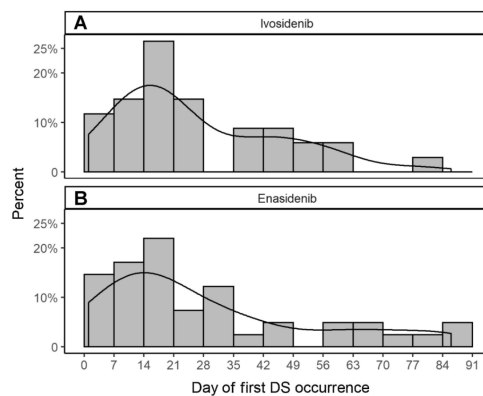 A
Ivosidenib
25%
20%
10%
0
Percent
B
Enasidenib
25%
20%
10%
0
0 7 14 21 28 35 42 49 56 63 70 77 84 91
Day of first DS occurrence